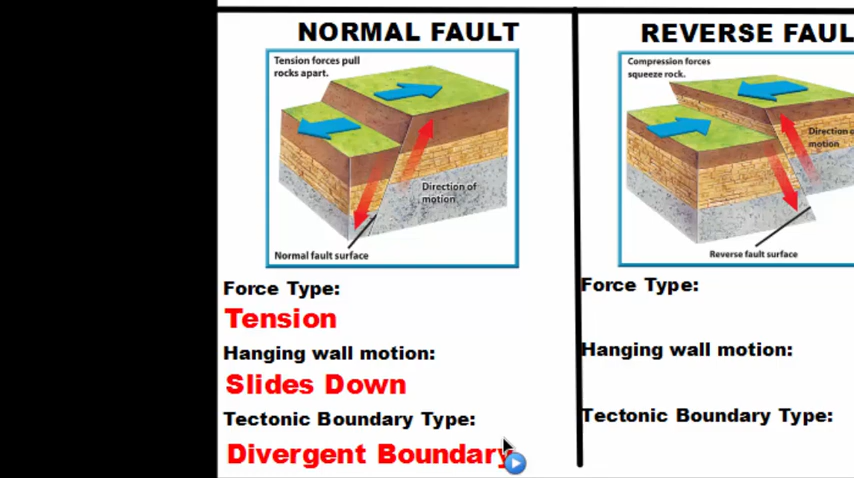 NORMAL FAULT
Tension forces pull
rocks apart.
Direction of
motion
Normal fault surface
Force Type:
Tension
Hanging wall motion:
Slides Down
Tectonic Boundary Type:
Divergent Boundary
REVERSE FAUL
Compression forces
squeeze rock.
Direction o
motion
Reverse fault surface
Force Type:
Hanging wall motion:
Tectonic Boundary Type: